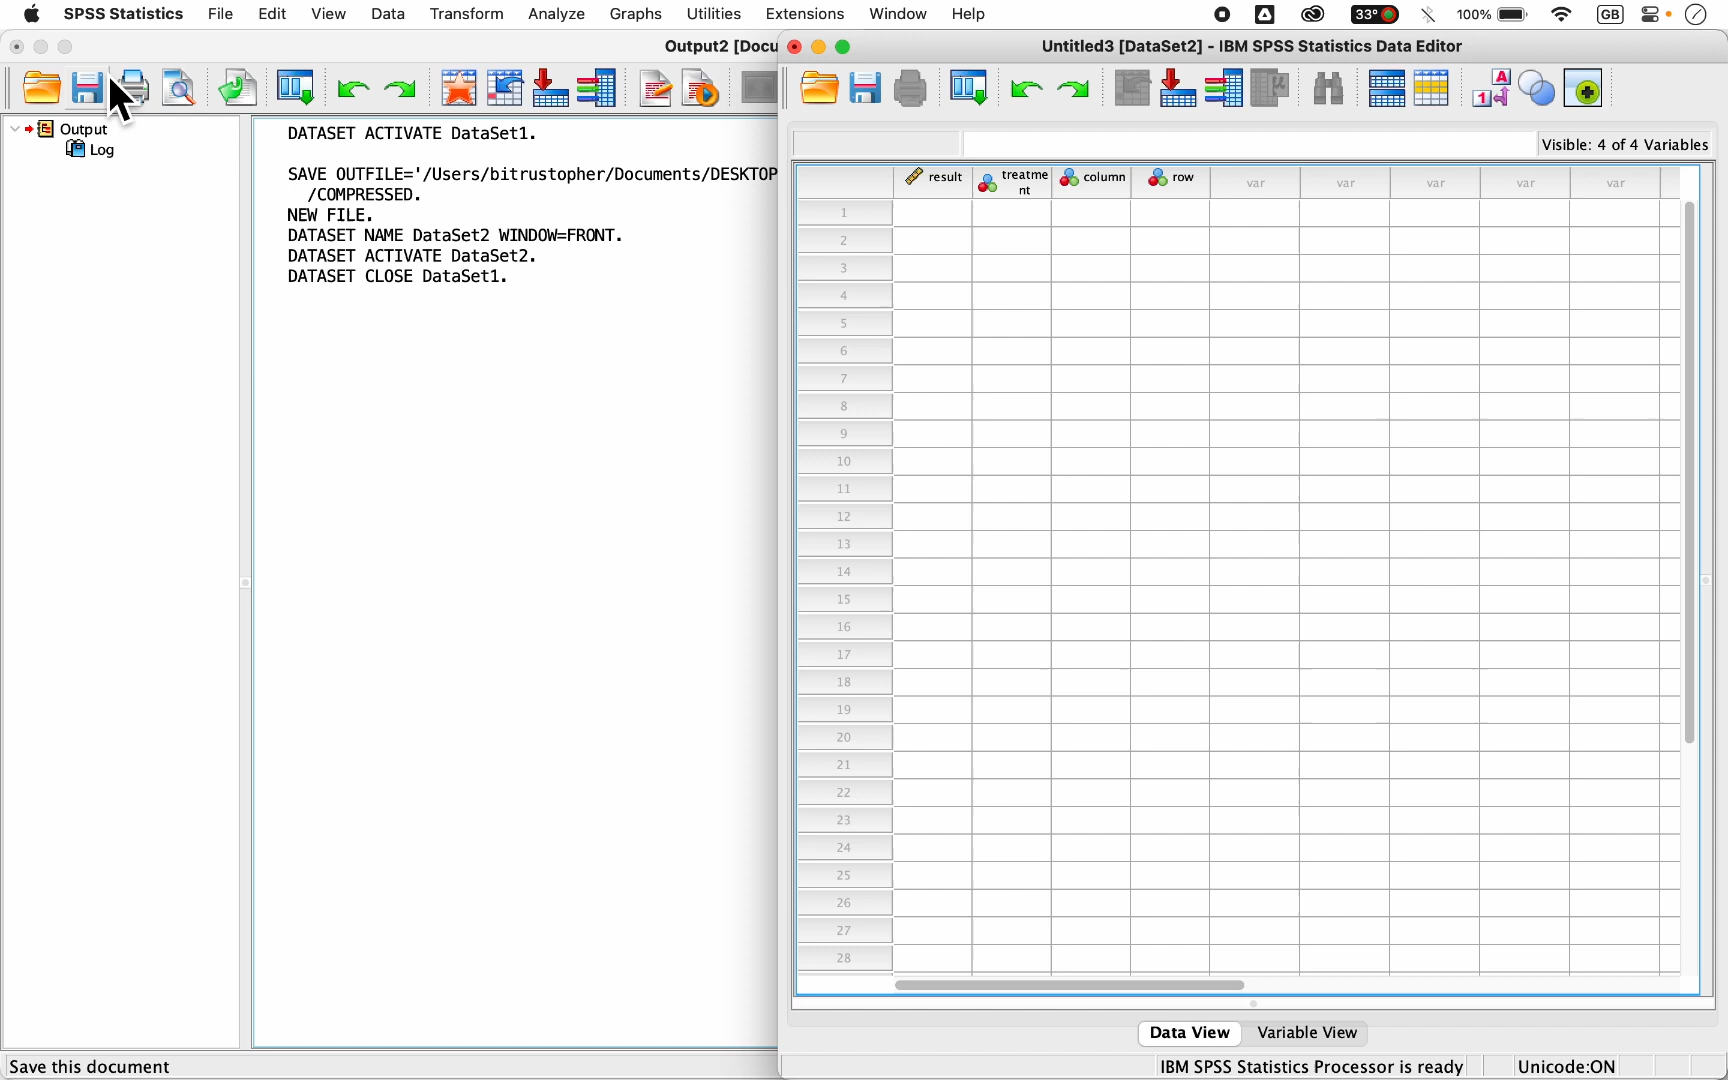 SPSS Statistics File Edit View Data Transform Analyze Graphs Utilities Extensions Window Help 33° 100% GB
Output2 [Docu
Untitled3 [DataSet2] - IBM SPSS Statistics Data Editor
Output
Log
DATASET ACTIVATE DataSet1.
SAVE OUTFILE='/Users/bitrustopher/Documents/DESKTOP
/COMPRESSED.
NEW FILE.
DATASET NAME DataSet2 WINDOW=FRONT.
DATASET ACTIVATE DataSet2.
DATASET CLOSE DataSet1.
1 A
Visible: 4 of 4 Variables
result treatme column row var var var var var
nt
1
2
3
4
5
6
7
8
9
10
11
12
13
14
15
16
17
18
19
20
21
22
23
24
25
26
27
28
Data View Variable View
Save this document
IBM SPSS Statistics Processor is ready Unicode:ON